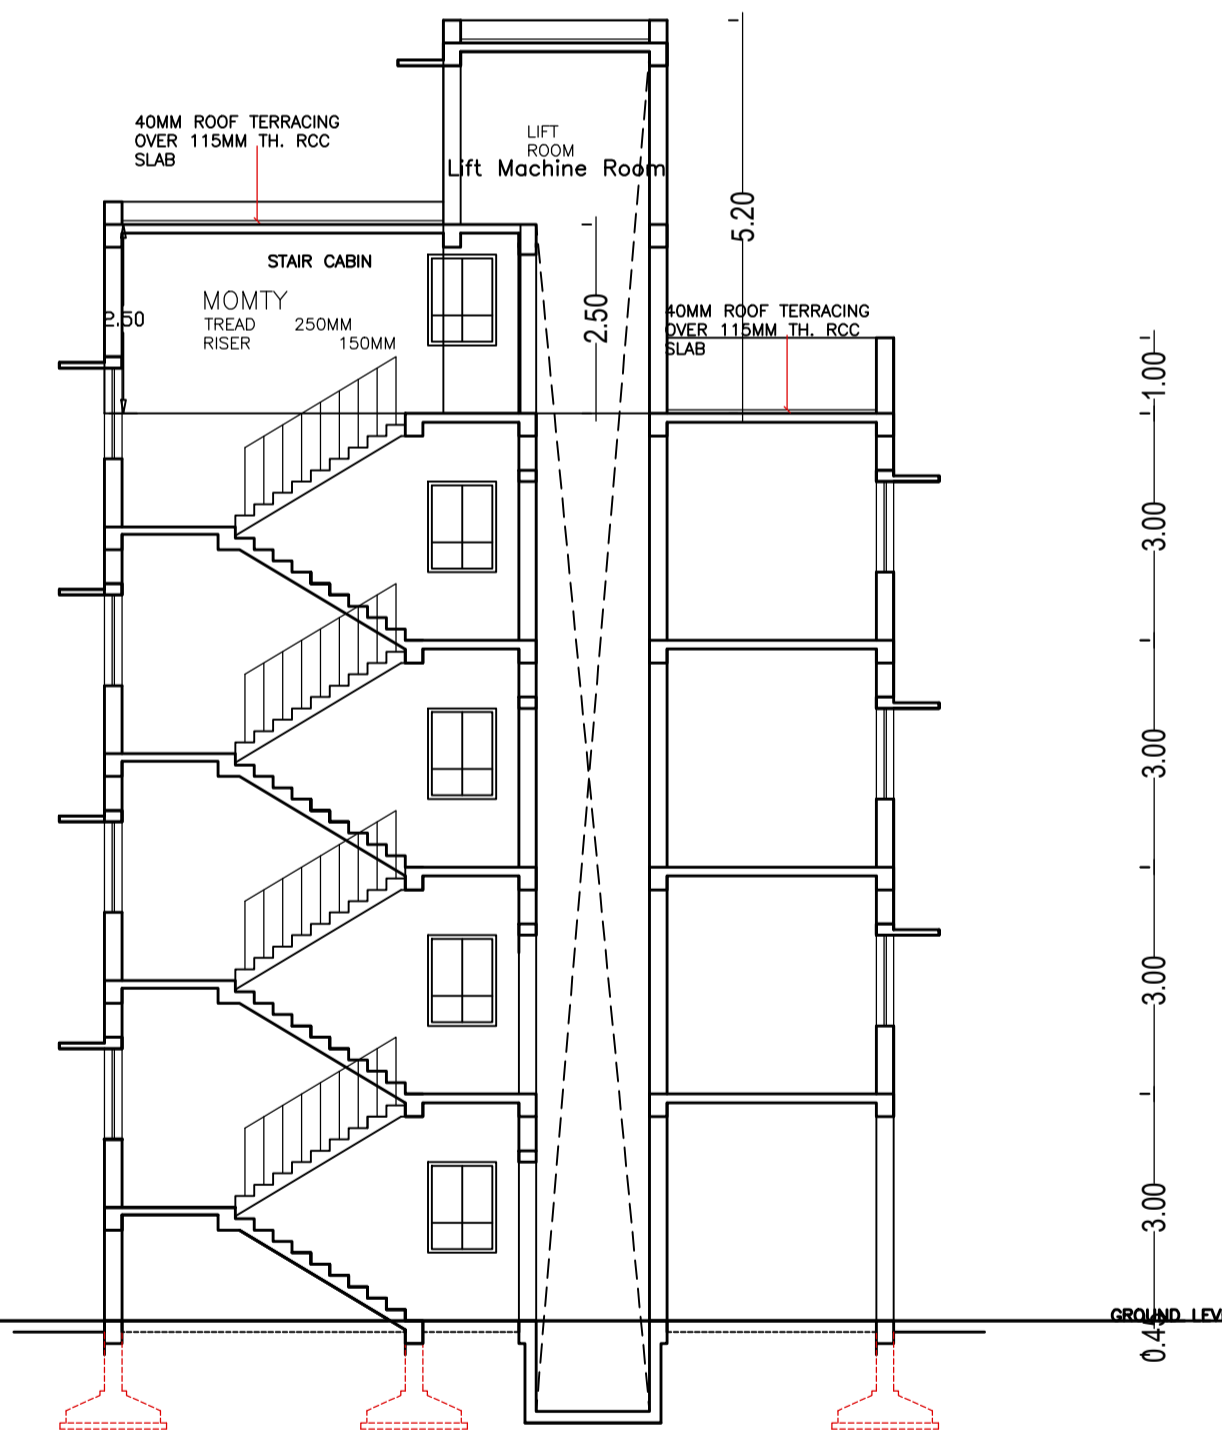 40MM ROOF TERRACING
OVER 115MM TH. RCC
SLAB
LIFT
ROOM
Lift Machine Room
5.20
STAIR CABIN
MOMTY
TREAD 250MM
RISER 150MM
2.50
2.50
40MM ROOF TERRACING
OVER 115MM TH. RCC
SLAB
1.00
3.00
3.00
3.00
3.00
GROUND LEV